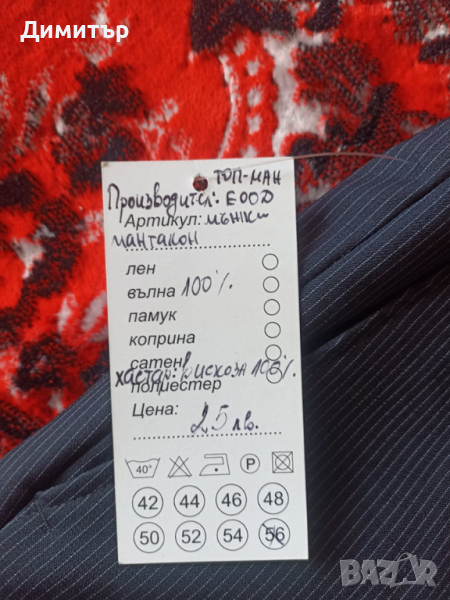 Димитър
ТОП-МАН
Производител: ЕООД
Артикул: мъжки
панталон
лен
вълна 100%
памук
коприна
сатен
хастар: вискоза 100%
полиестер
Цена: 25 лв.
40° P
42 44 46 48
50 52 54 56
BAZAR